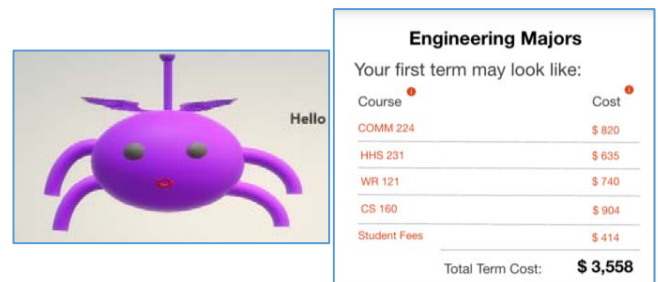 Hello
Engineering Majors
Your first term may look like:
Course Cost
COMM 224 $ 820
HHS 231 $ 635
WR 121 $ 740
CS 160 $ 904
Student Fees $ 414
Total Term Cost: $ 3,558